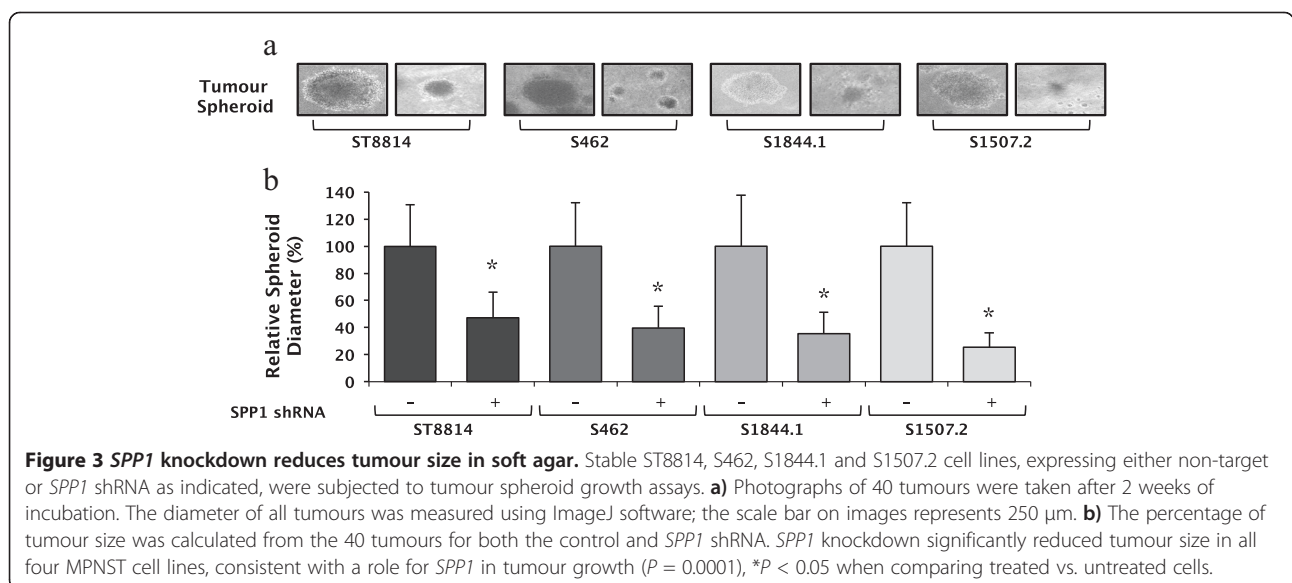 a
Tumour
Spheroid
ST8814 S462 S1844.1 S1507.2
b
Relative Spheroid
Diameter (%)
140
120
100
80
60
40
20
0
* * * *
SPP1 shRNA – + – + – + – +
ST8814 S462 S1844.1 S1507.2
Figure 3 SPP1 knockdown reduces tumour size in soft agar. Stable ST8814, S462, S1844.1 and S1507.2 cell lines, expressing either non-target
or SPP1 shRNA as indicated, were subjected to tumour spheroid growth assays. a) Photographs of 40 tumours were taken after 2 weeks of
incubation. The diameter of all tumours was measured using ImageJ software; the scale bar on images represents 250 μm. b) The percentage of
tumour size was calculated from the 40 tumours for both the control and SPP1 shRNA. SPP1 knockdown significantly reduced tumour size in all
four MPNST cell lines, consistent with a role for SPP1 in tumour growth (P = 0.0001), *P < 0.05 when comparing treated vs. untreated cells.